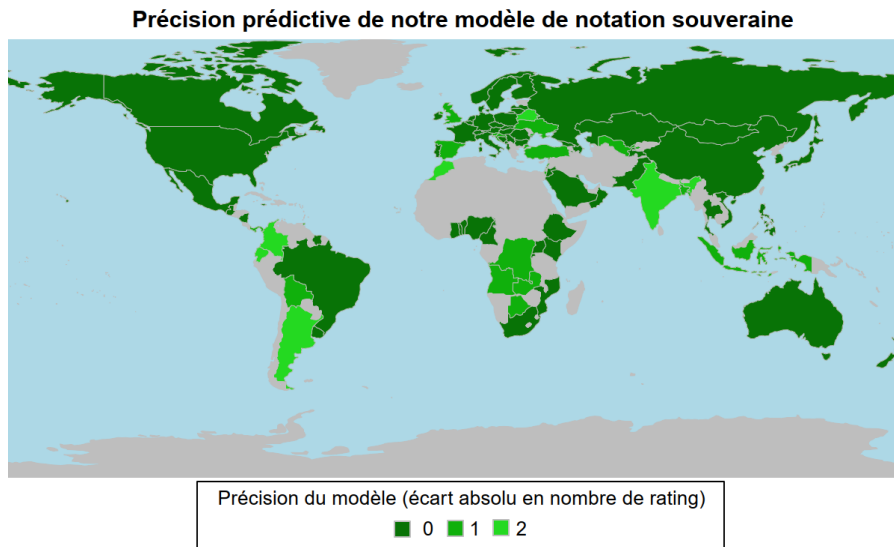 Précision prédictive de notre modèle de notation souveraine
Précision du modèle (écart absolu en nombre de rating)
0 1 2